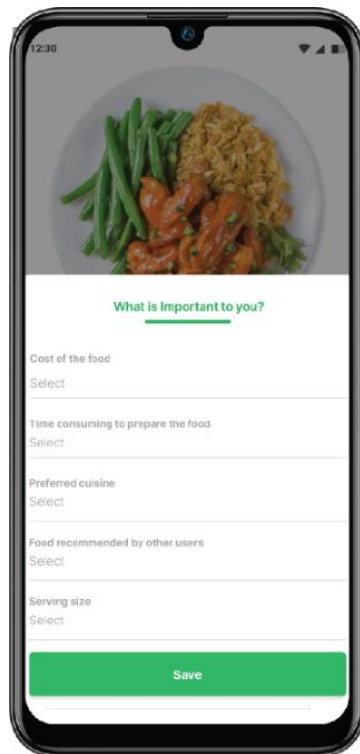 12:30
What is Important to you?
Cost of the food
Select
Time consuming to prepare the food
Select
Preferred cuisine
Select
Food recommended by other users
Select
Serving size
Select
Save